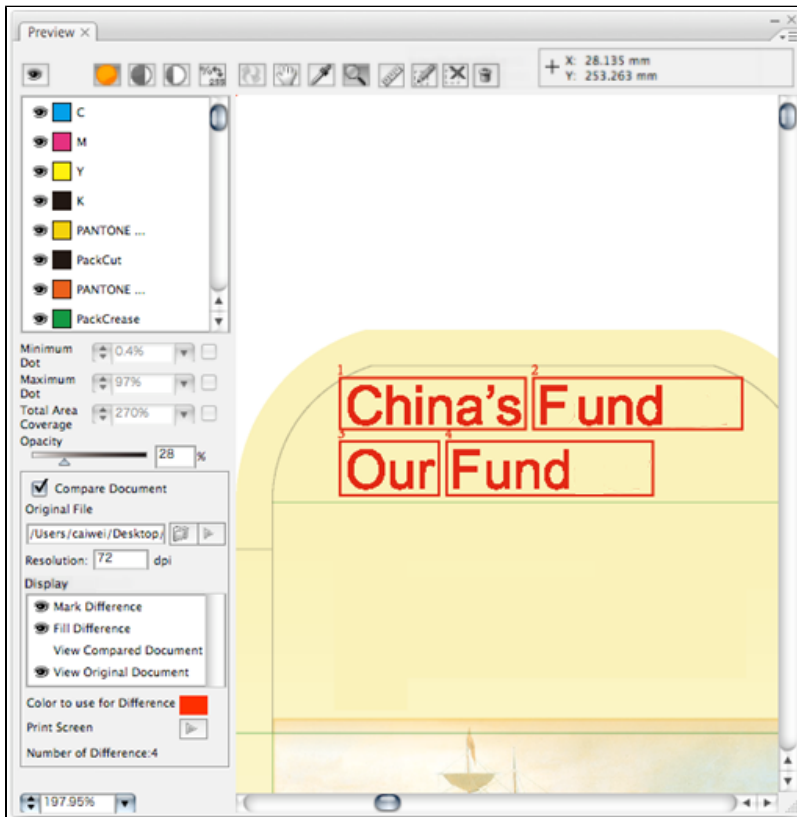 Preview ×
X: 28.135 mm
Y: 253.263 mm
C
M
Y
K
PANTONE ...
PackCut
PANTONE ...
PackCrease
Minimum Dot 0.4%
Maximum Dot 97%
Total Area Coverage 270%
Opacity
28 %
Compare Document
Original File
/Users/caiwei/Desktop/
Resolution: 72 dpi
Display
Mark Difference
Fill Difference
View Compared Document
View Original Document
Color to use for Difference
Print Screen
Number of Difference:4
197.95%
1 2
China's Fund
3 4
Our Fund